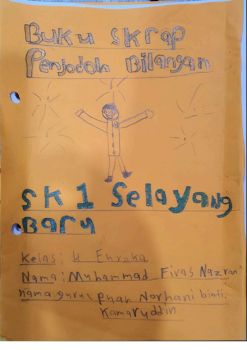 Buku skrap
Penjodoh Bilangan
SK 1 Selayang
Baru
Kelas: 4 Enraka
Nama: Muhammad Firas Nazran
nama guru: Puan Norhani binti
Kamaruddin